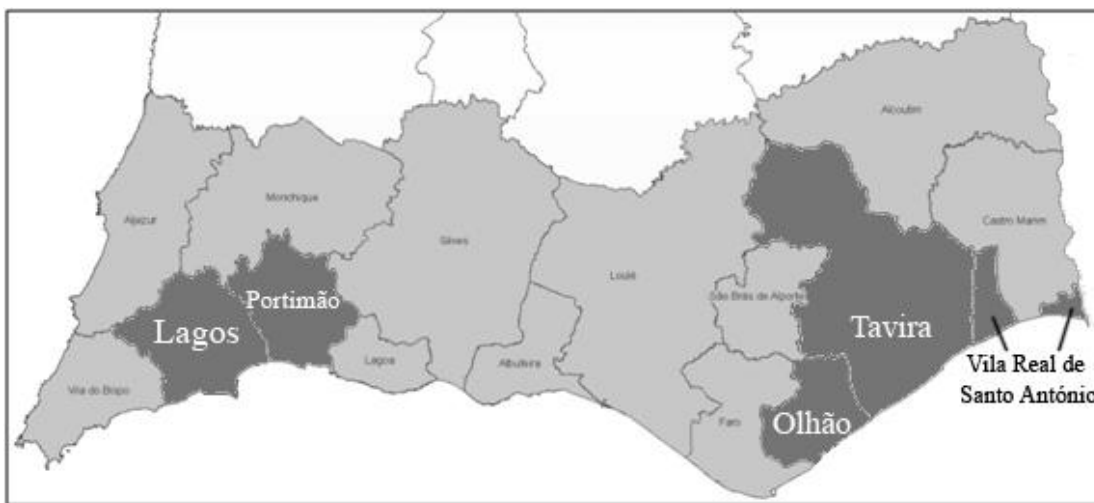 Alcoutim
Aljezur
Monchique
Castro Marim
Silves
Loulé
São Brás de Alportel
Portimão
Lagos
Tavira
Lagoa
Albufeira
Vila do Bispo
Vila Real de
Santo António
Olhão
Faro